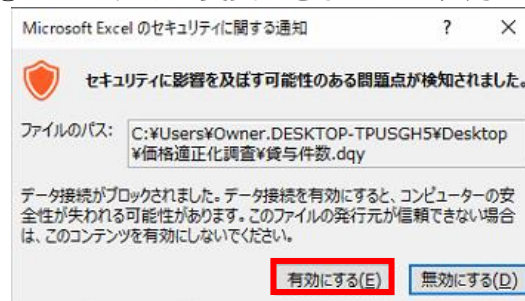 Microsoft Excel のセキュリティに関する通知 ? ×
セキュリティに影響を及ぼす可能性のある問題点が検知されました。
ファイルのパス: C:¥Users¥Owner.DESKTOP-TPUSGH5¥Desktop
¥価格適正化調査¥貸与件数.dqy
データ接続がブロックされました。データ接続を有効にすると、コンピューターの安
全性が失われる可能性があります。このファイルの発行元が信頼できない場合
は、このコンテンツを有効にしないでください。
有効にする(E) 無効にする(D)